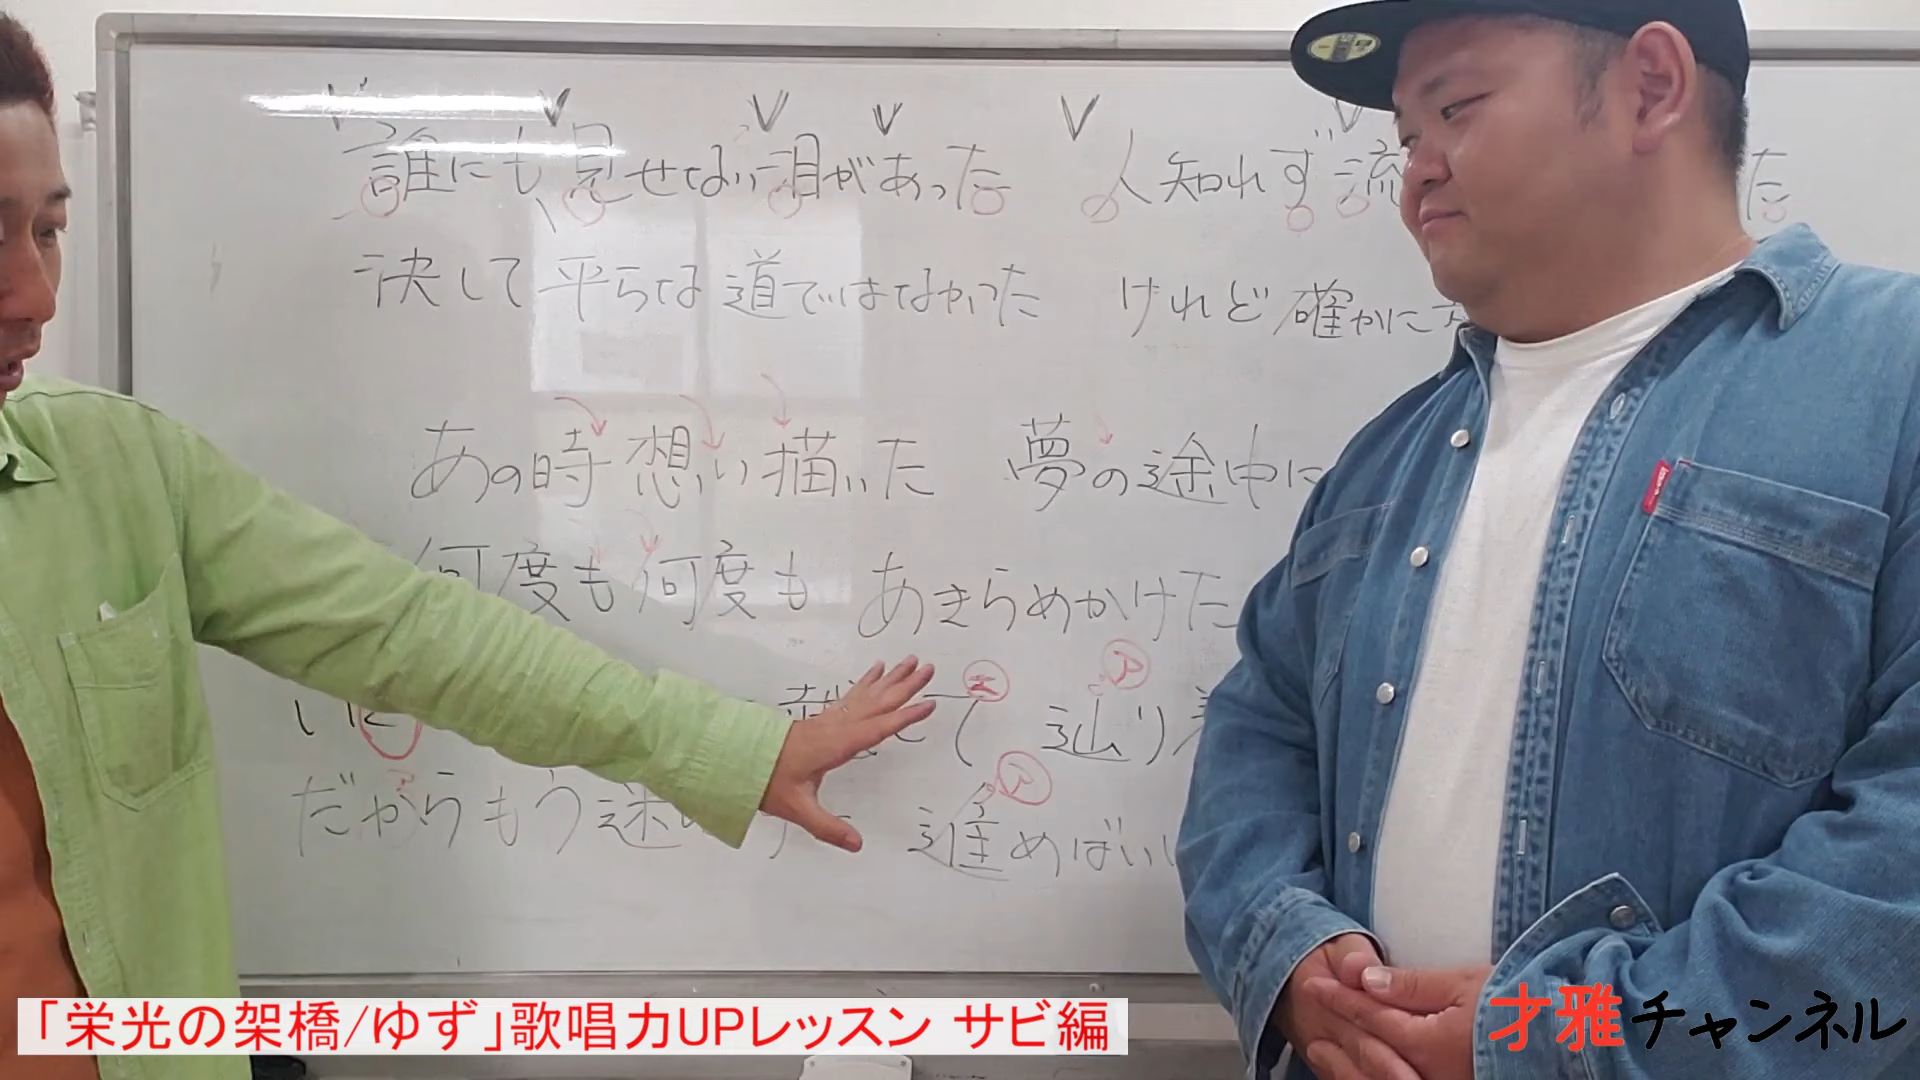 誰にも見せない涙があった 人知れず流 た
決して平らな道ではなかった けれど確かに
あの時想い描いた 夢の途中に
何度も何度も あきらめかけた
エ ア
て 辿り
ア
だからもう迷 進めばい
「栄光の架橋/ゆず」歌唱力UPレッスン サビ編
才雅チャンネル